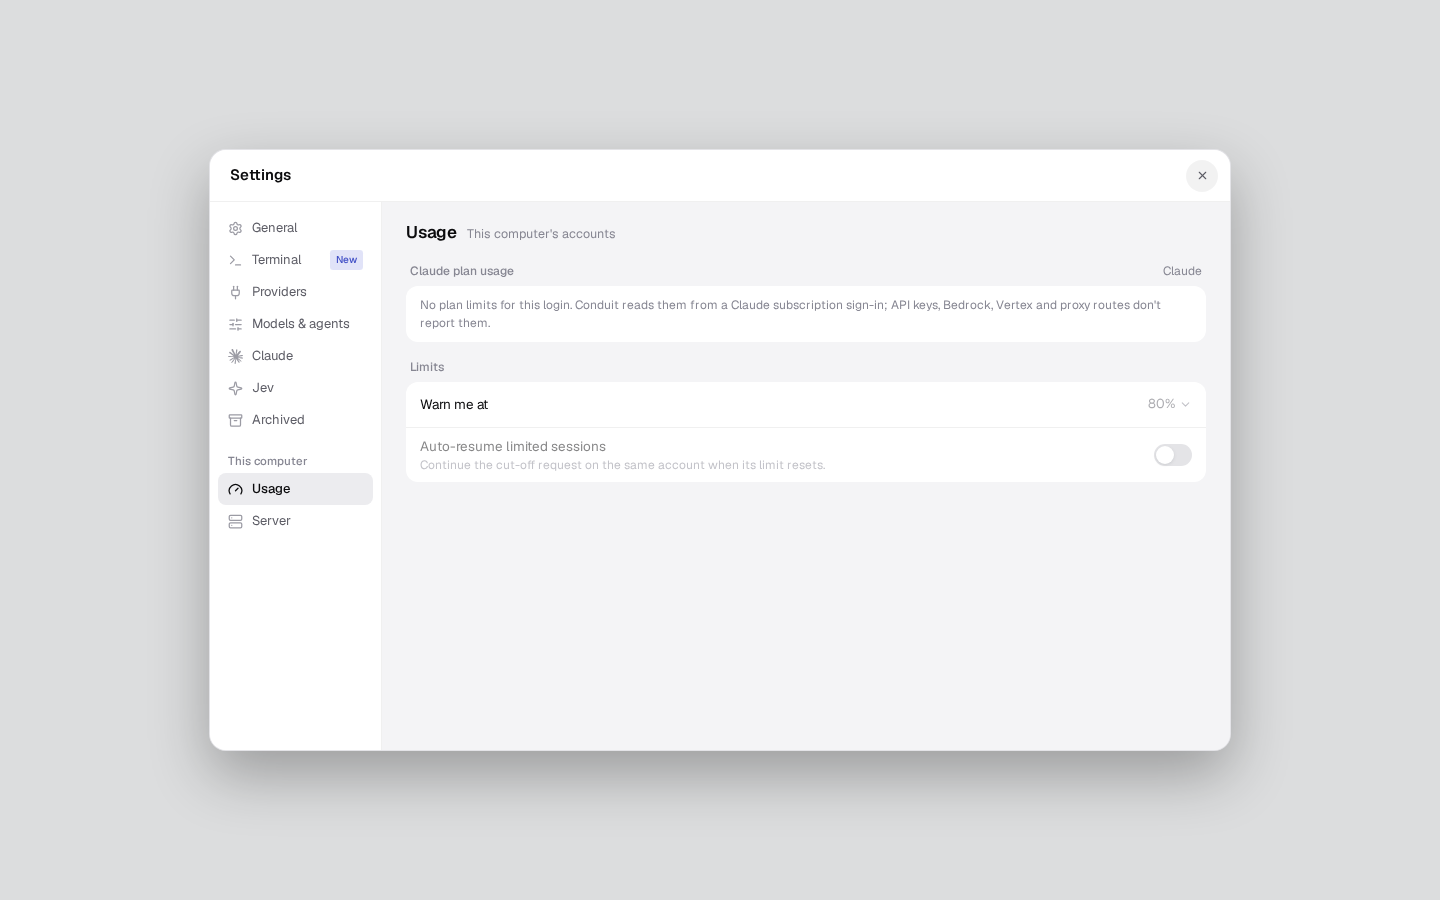 Settings
General
Terminal New
Providers
Models & agents
Claude
Jev
Archived
This computer
Usage
Server
Usage This computer's accounts
Claude plan usage Claude
No plan limits for this login. Conduit reads them from a Claude subscription sign-in; API keys, Bedrock, Vertex and proxy routes don't
report them.
Limits
Warn me at 80%
Auto-resume limited sessions
Continue the cut-off request on the same account when its limit resets.